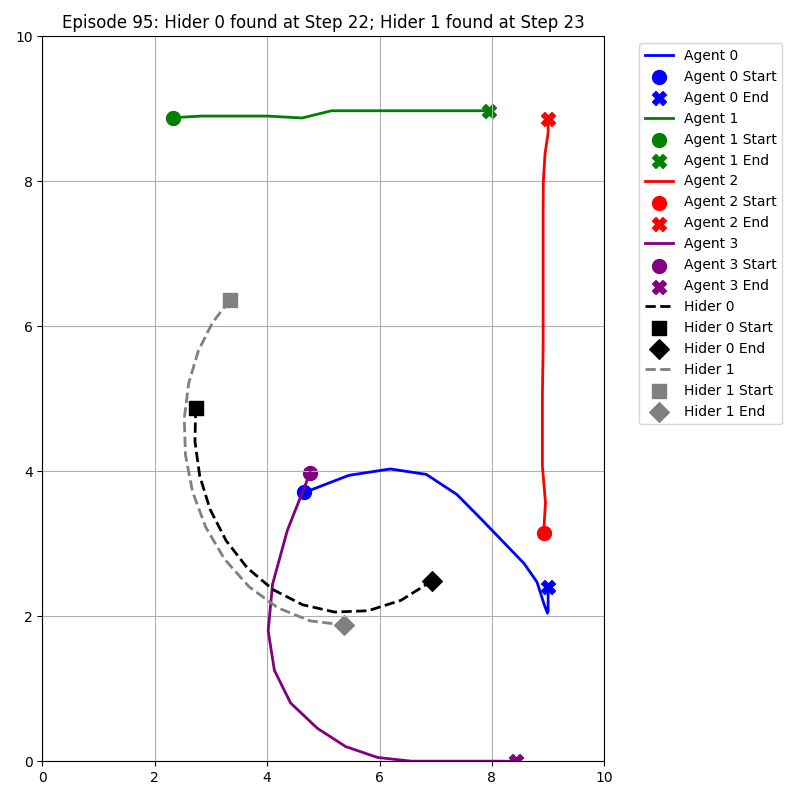 Episode 95: Hider 0 found at Step 22; Hider 1 found at Step 23
10
8
6
4
2
0
0
2
4
6
8
10
Agent 0
Agent 0 Start
Agent 0 End
Agent 1
Agent 1 Start
Agent 1 End
Agent 2
Agent 2 Start
Agent 2 End
Agent 3
Agent 3 Start
Agent 3 End
Hider 0
Hider 0 Start
Hider 0 End
Hider 1
Hider 1 Start
Hider 1 End